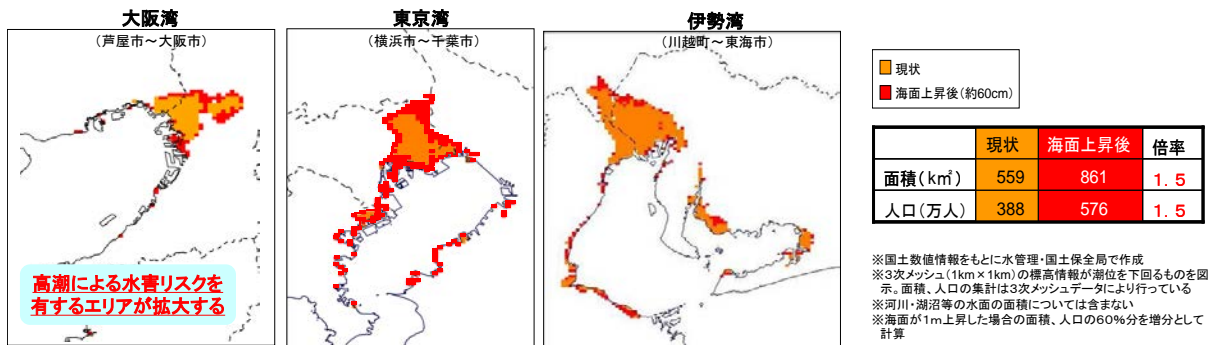 大阪湾
(芦屋市～大阪市)
東京湾
(横浜市～千葉市)
伊勢湾
(川越町～東海市)
高潮による水害リスクを
有するエリアが拡大する
現状
海面上昇後(約60cm)
現状 海面上昇後 倍率
面積(k㎡) 559 861 1.5
人口(万人) 388 576 1.5
※国土数値情報をもとに水管理・国土保全局で作成
※3次メッシュ(1km×1km)の標高情報が潮位を下回るものを図
示。面積、人口の集計は3次メッシュデータにより行っている
※河川・湖沼等の水面の面積については含まない
※海面が1m上昇した場合の面積、人口の60%分を増分として
計算